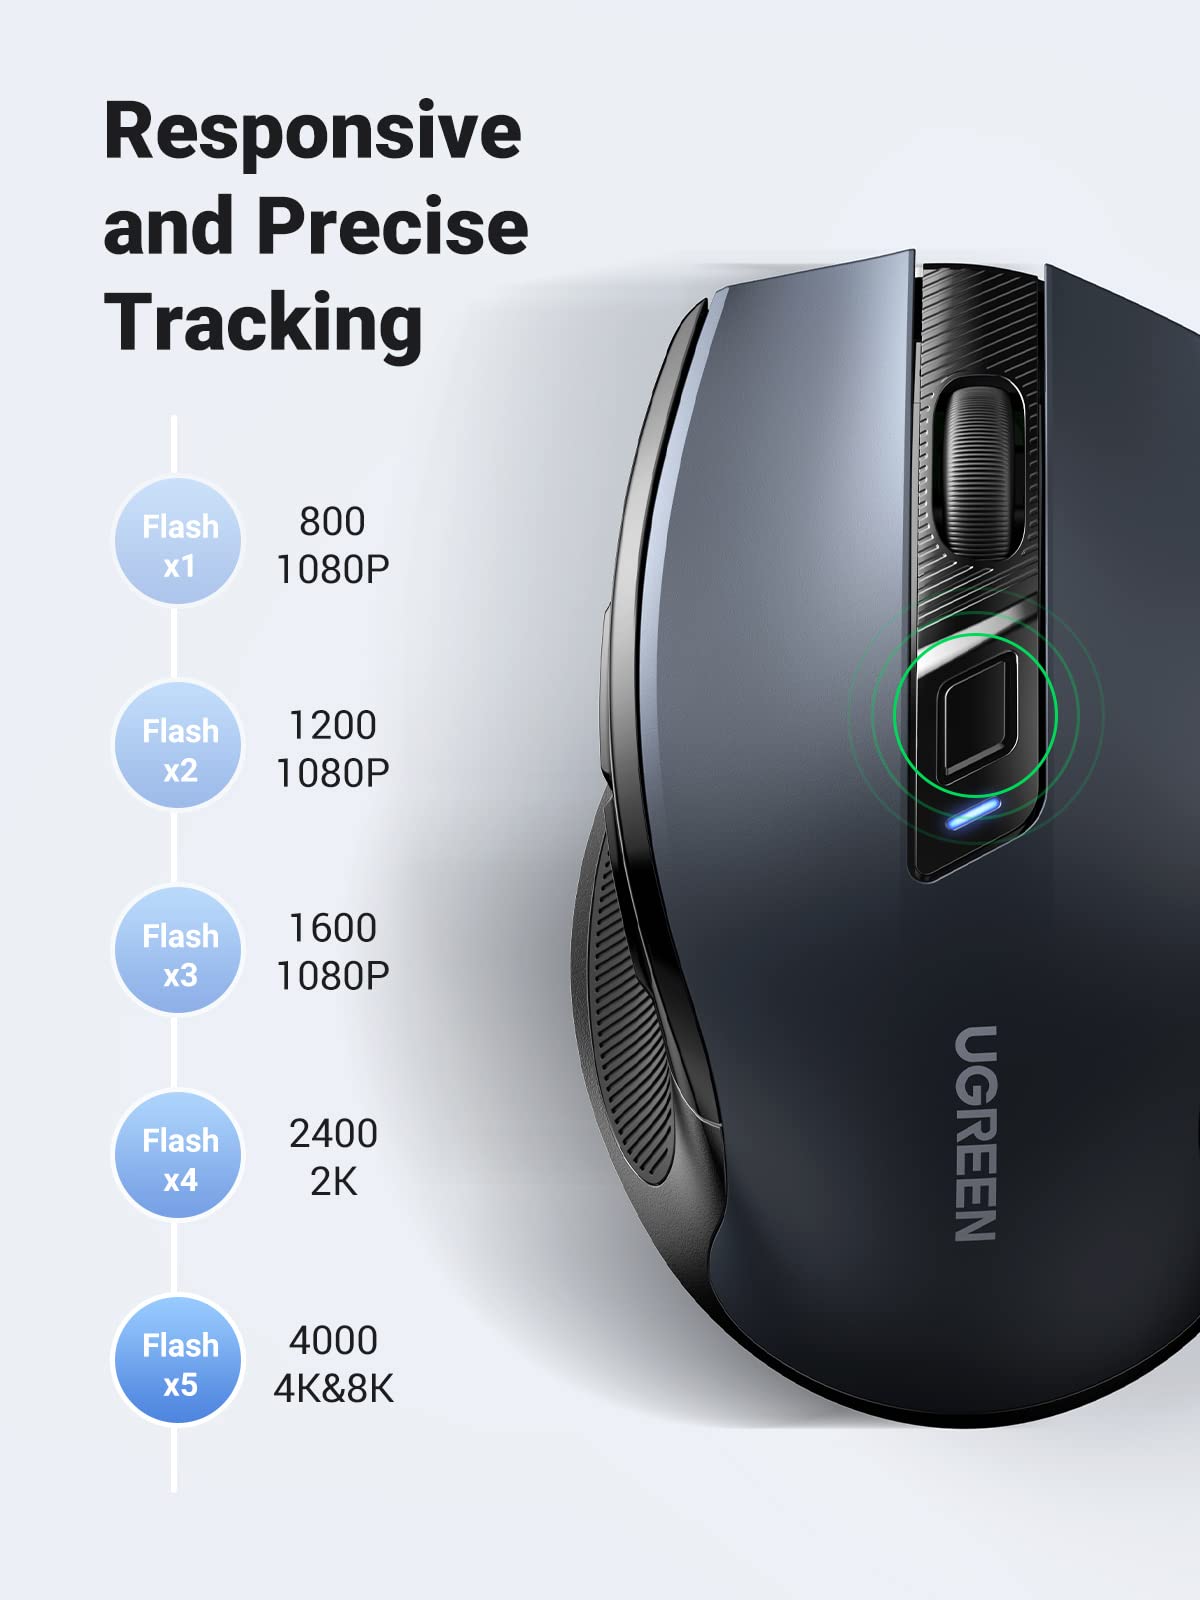 Responsive
and Precise
Tracking
Flash
x1
800
1080P
Flash
x2
1200
1080P
Flash
x3
1600
1080P
Flash
x4
2400
2K
Flash
x5
4000
4K&8K
UGREEN